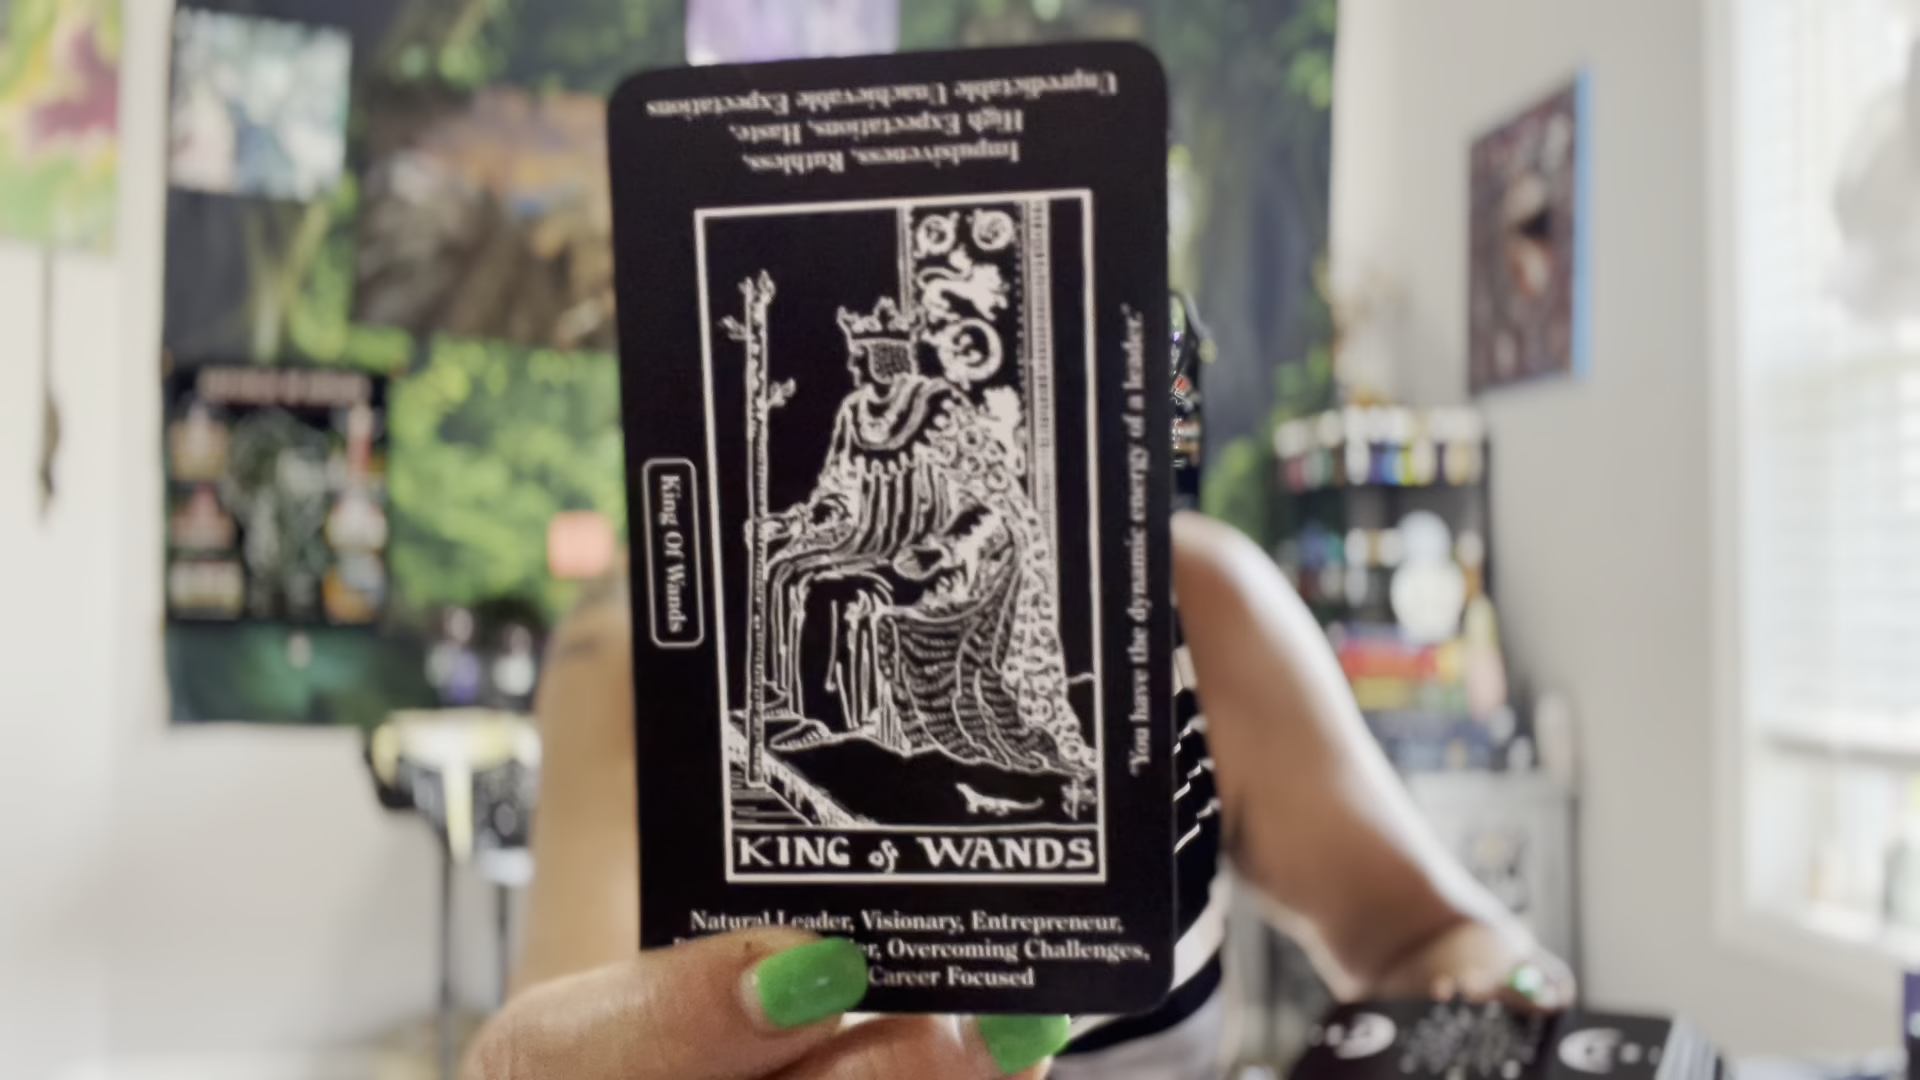 Unpredictable Unachievable Expectations
High Expectations, Haste,
Impulsiveness, Ruthless,
King Of Wands
"You have the dynamic energy of a leader."
KING of WANDS
Natural Leader, Visionary, Entrepreneur,
Overcoming Challenges,
Career Focused